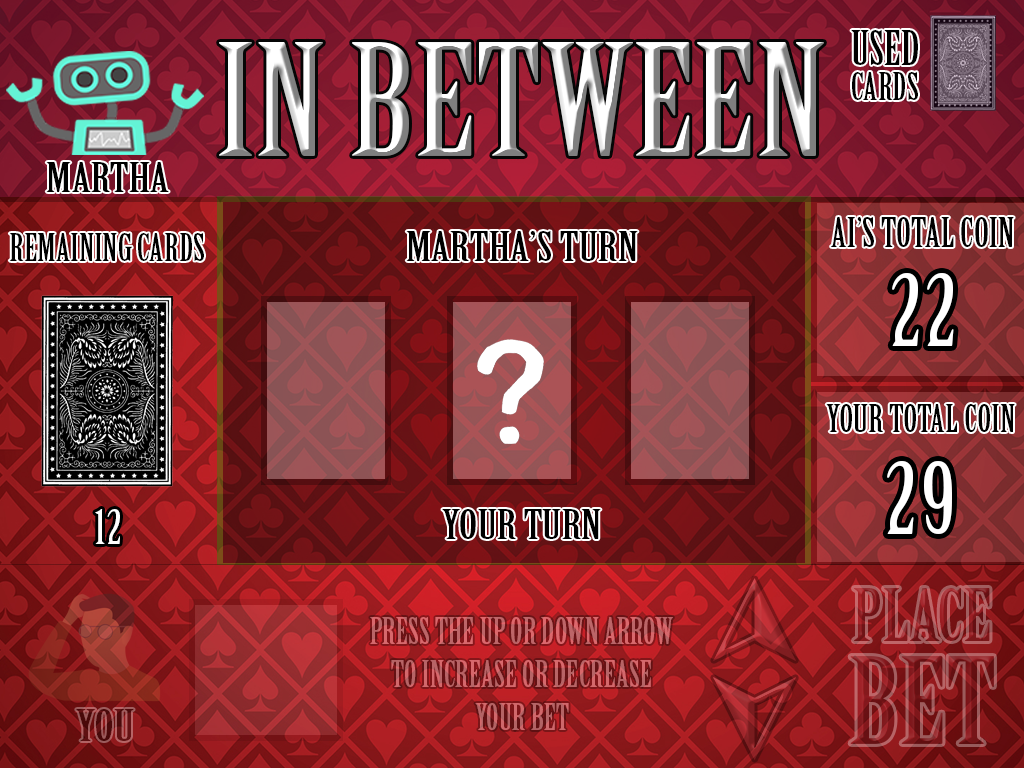 IN BETWEEN
USED
CARDS
MARTHA
REMAINING CARDS
12
MARTHA'S TURN
?
YOUR TURN
AI'S TOTAL COIN
22
YOUR TOTAL COIN
29
YOU
PRESS THE UP OR DOWN ARROW
TO INCREASE OR DECREASE
YOUR BET
PLACE
BET